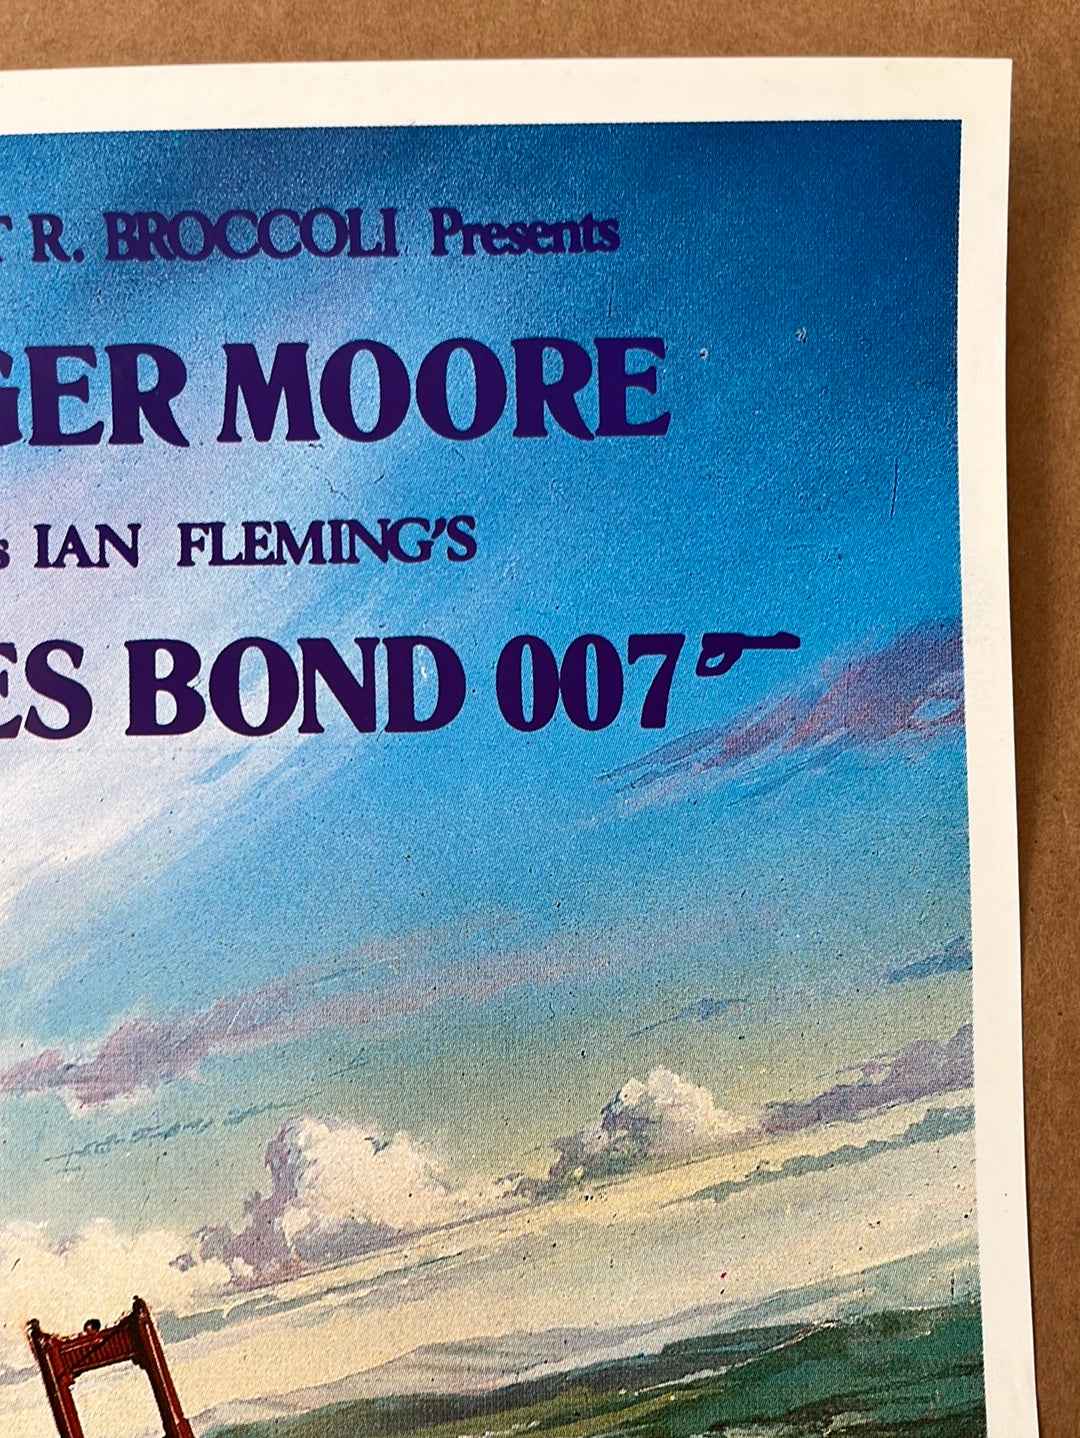 R. BROCCOLI Presents
GER MOORE
IAN FLEMING'S
ES BOND 007